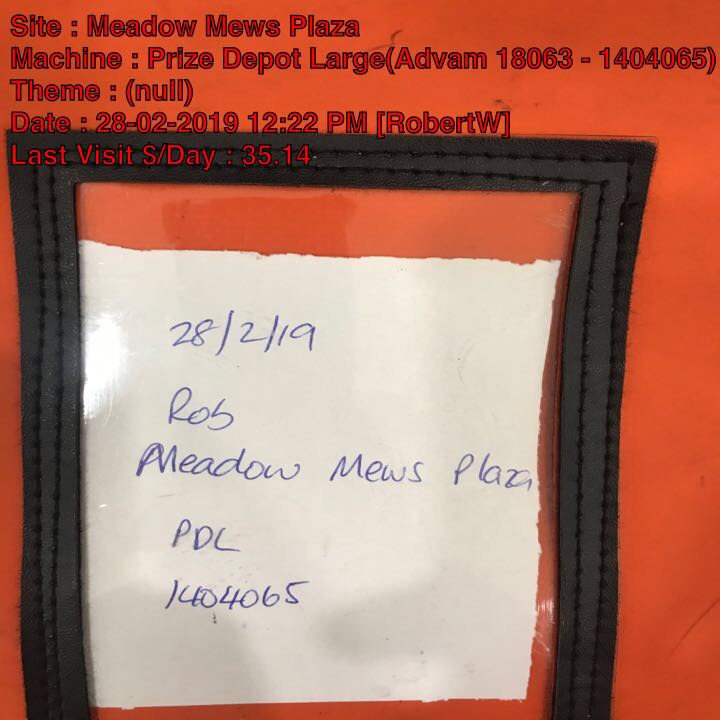 Site : Meadow Mews Plaza
Machine : Prize Depot Large(Advam 18063 - 1404065)
Theme : (null)
Date : 28-02-2019 12:22 PM [RobertW]
Last Visit $/Day : 35.14
28/2/19
Rob
Meadow Mews Plaza
PDL
1404065